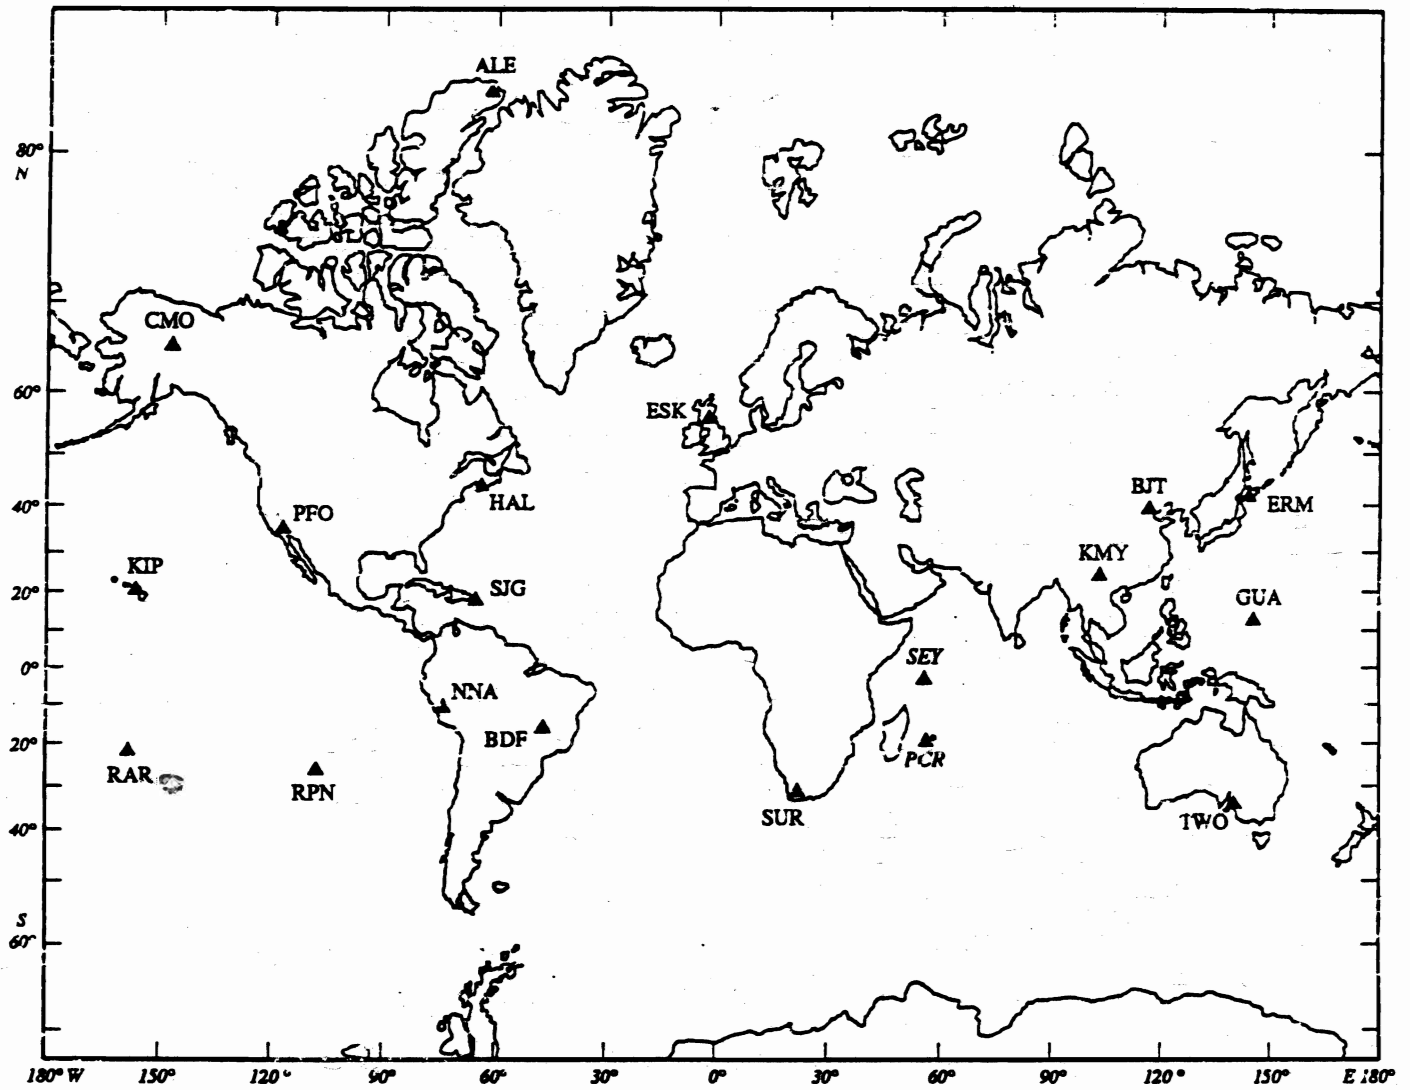 ALE
80°
N
CMO
60°
ESK
HAL
BJT
ERM
40°
PFO
KMY
KIP
20°
SJG
GUA
0°
SEY
NNA
BDF
20°
RAR
RPN
PCR
SUR
TWO
40°
S
60°
180° W 150° 120° 90° 60° 30° 0° 30° 60° 90° 120° 150° E 180°